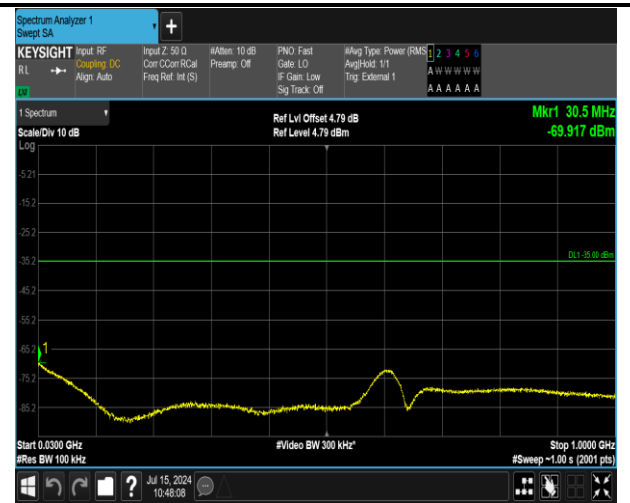 Spectrum Analyzer 1
Swept SA
+
KEYSIGHT
RL
Input: RF
Coupling: DC
Align: Auto
Input Z: 50 Ω
Corr CCorr RCal
Freq Ref: Int (S)
#Atten: 10 dB
Preamp: Off
PNO: Fast
Gate: LO
IF Gain: Low
Sig Track: Off
#Avg Type: Power (RMS
Avg|Hold: 1/1
Trig: External 1
1 2 3 4 5 6
A W W W W W
A A A A A A
1 Spectrum
Scale/Div 10 dB
Log
Ref Lvl Offset 4.79 dB
Ref Level 4.79 dBm
Mkr1 30.5 MHz
-69.917 dBm
-5.21
-15.2
-25.2
-35.2
DL1 -35.00 dBm
-45.2
-55.2
-65.2
1
-75.2
-85.2
Start 0.0300 GHz
#Res BW 100 kHz
#Video BW 300 kHz*
Stop 1.0000 GHz
#Sweep ~1.00 s (2001 pts)
?
Jul 15, 2024
10:48:08